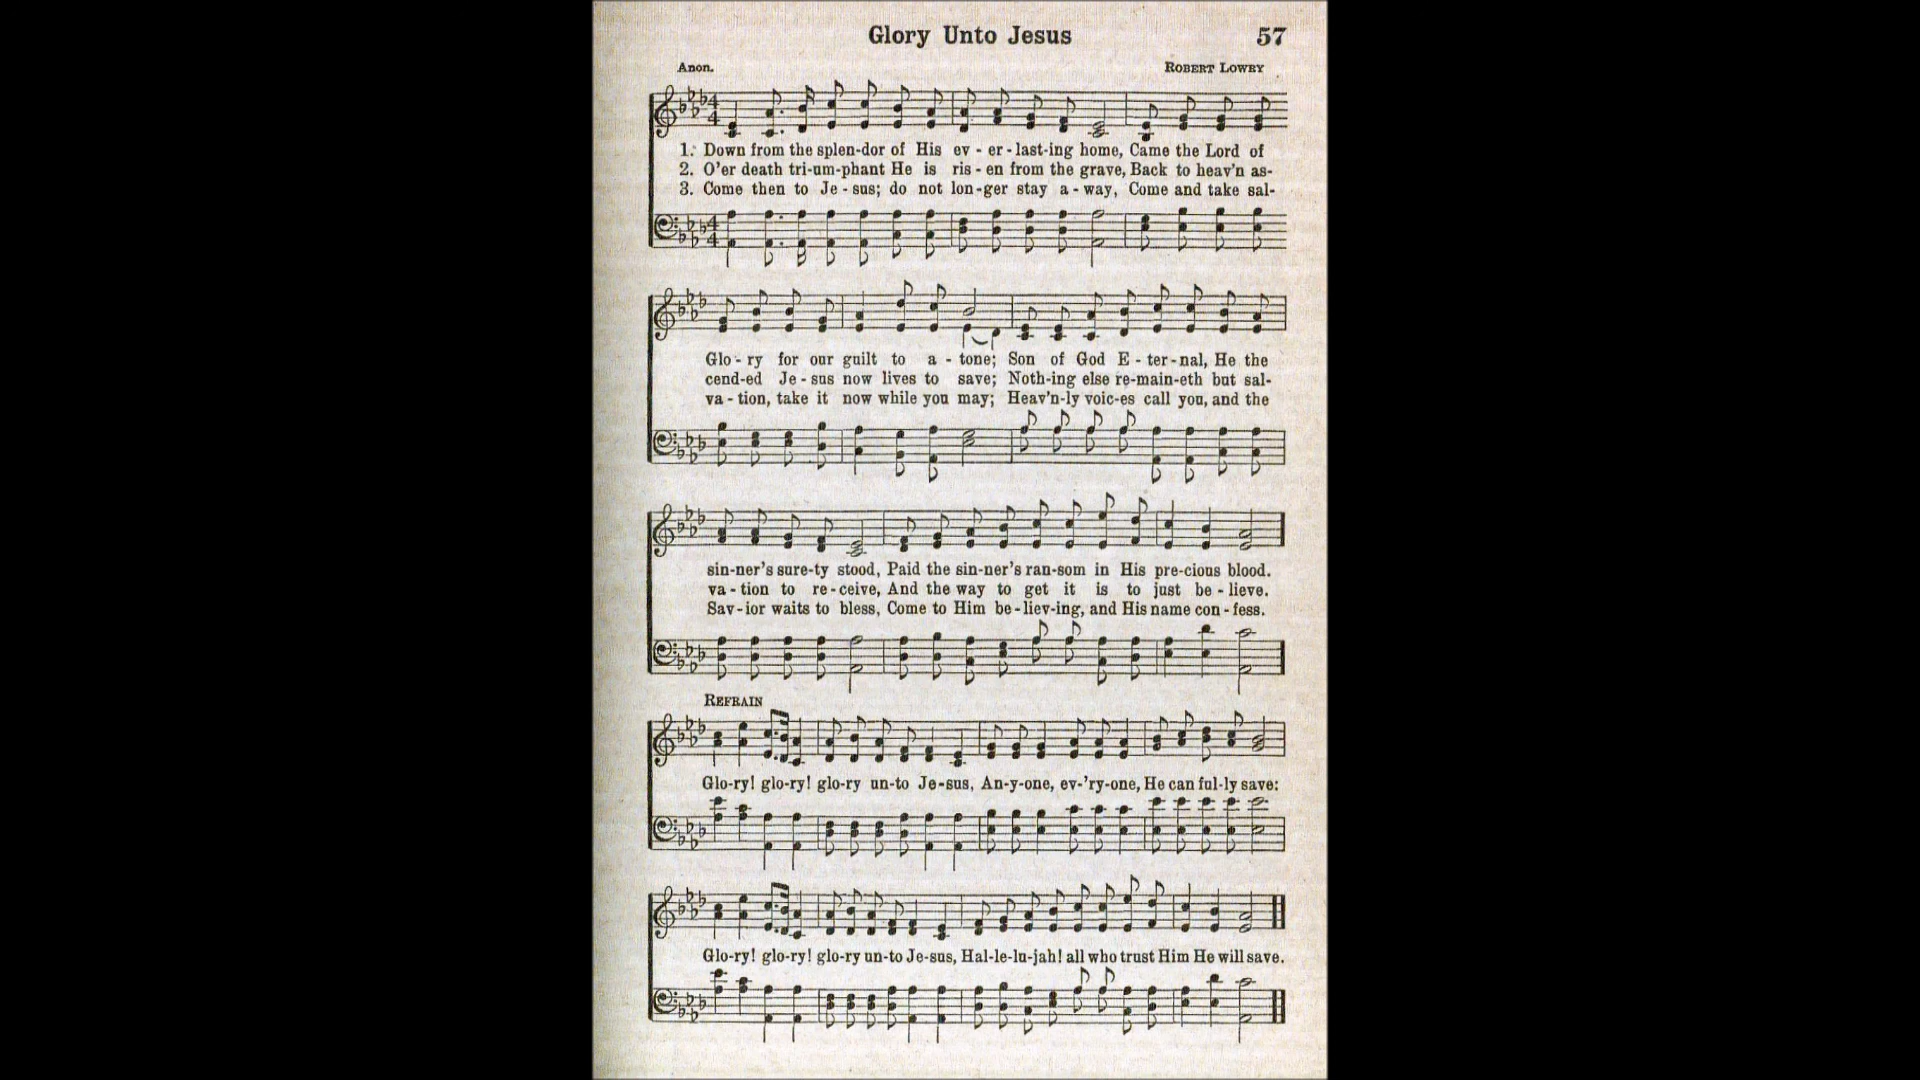 Glory Unto Jesus 57
Anon. ROBERT LOWRY
1. Down from the splen-dor of His ev - er - last-ing home, Came the Lord of
2. O'er death tri-um-phant He is ris - en from the grave, Back to heav'n as-
3. Come then to Je - sus; do not lon-ger stay a - way, Come and take sal-
Glo - ry for our guilt to a - tone; Son of God E - ter - nal, He the
cend-ed Je - sus now lives to save; Noth-ing else re-main-eth but sal-
va - tion, take it now while you may; Heav'n-ly voic-es call you, and the
sin-ner's sure-ty stood, Paid the sin-ner's ran-som in His pre-cious blood.
va - tion to re - ceive, And the way to get it is to just be - lieve.
Sav-ior waits to bless, Come to Him be - liev-ing, and His name con - fess.
REFRAIN
Glo-ry! glo-ry! glo-ry un-to Je-sus, An-y-one, ev-'ry-one, He can ful-ly save:
Glo-ry! glo-ry! glo-ry un-to Je-sus, Hal-le-lu-jah! all who trust Him He will save.